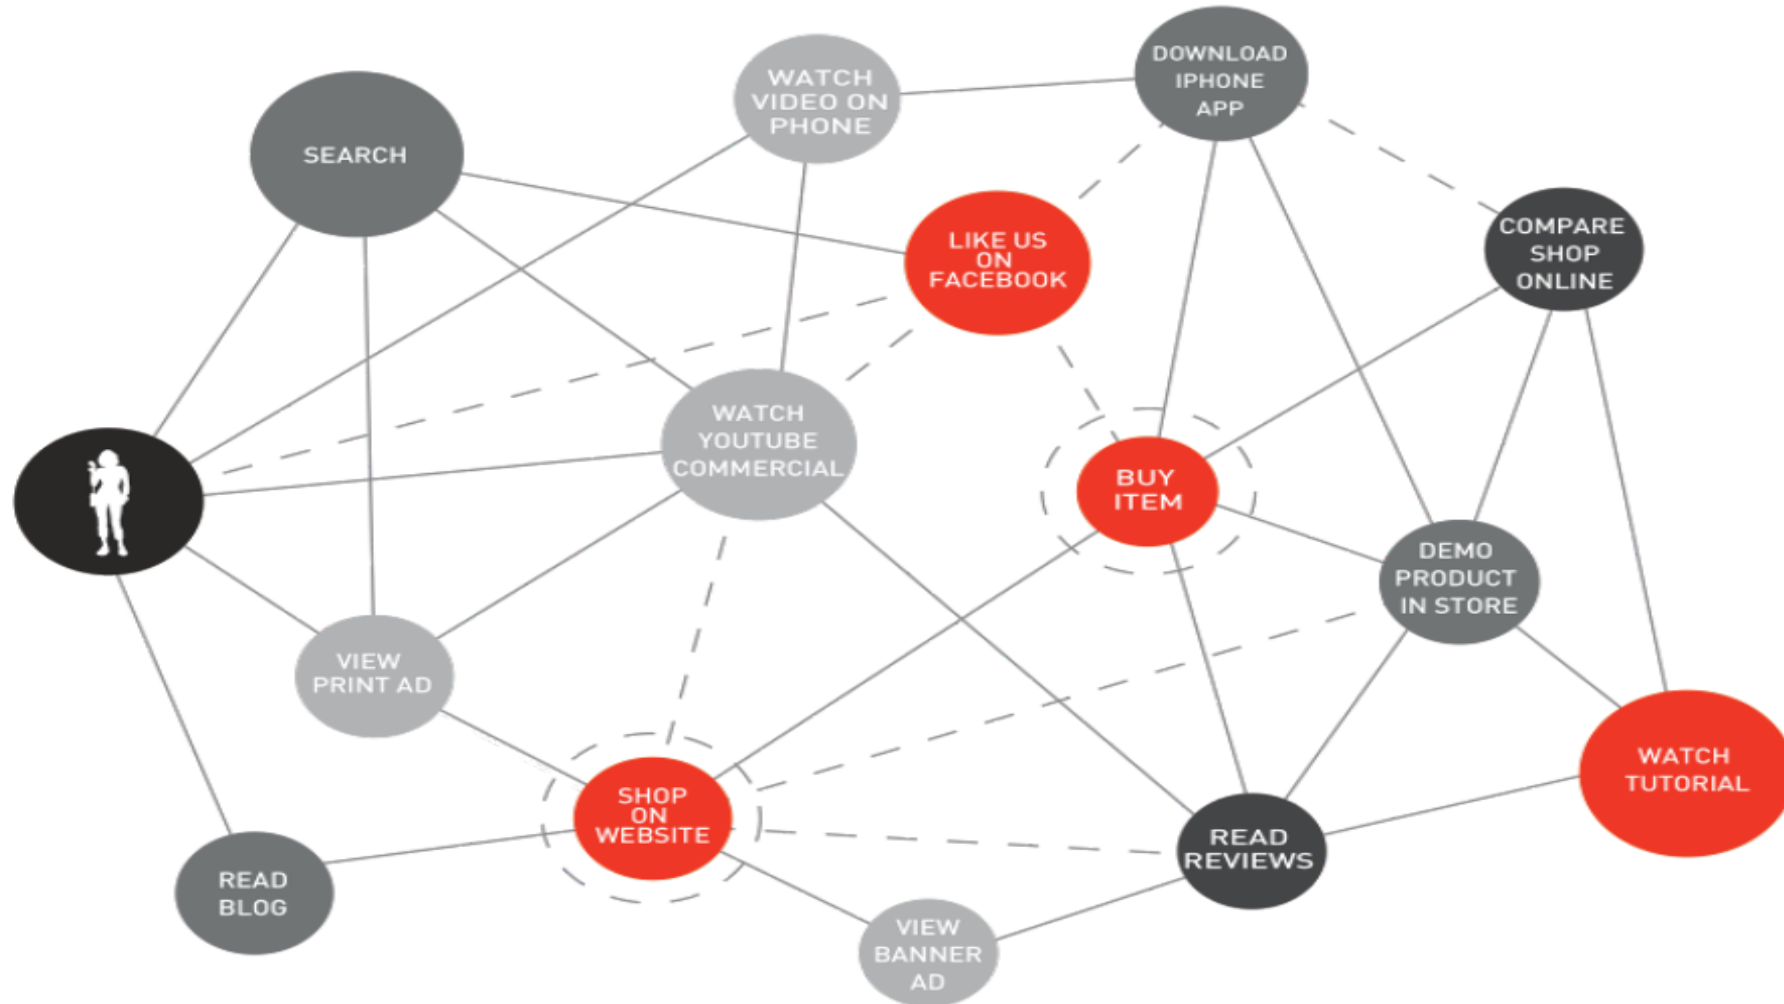 WATCH
VIDEO ON
PHONE
DOWNLOAD
IPHONE
APP
SEARCH
LIKE US
ON
FACEBOOK
COMPARE
SHOP
ONLINE
WATCH
YOUTUBE
COMMERCIAL
BUY
ITEM
DEMO
PRODUCT
IN STORE
VIEW
PRINT AD
SHOP
ON
WEBSITE
WATCH
TUTORIAL
READ
REVIEWS
READ
BLOG
VIEW
BANNER
AD